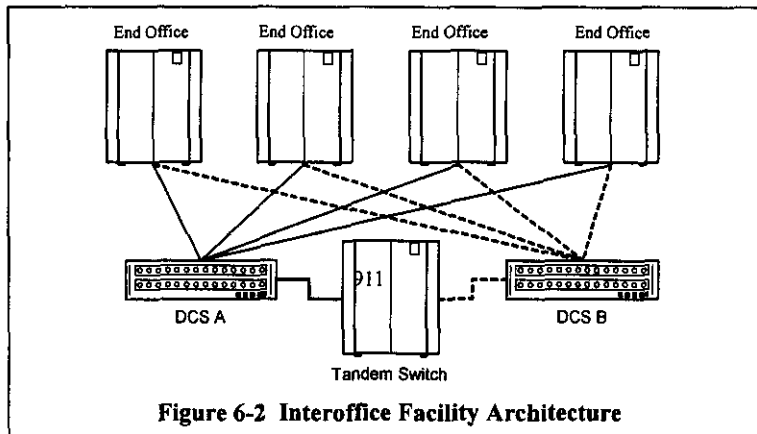 End Office End Office End Office End Office
911
DCS A DCS B
Tandem Switch
Figure 6-2 Interoffice Facility Architecture